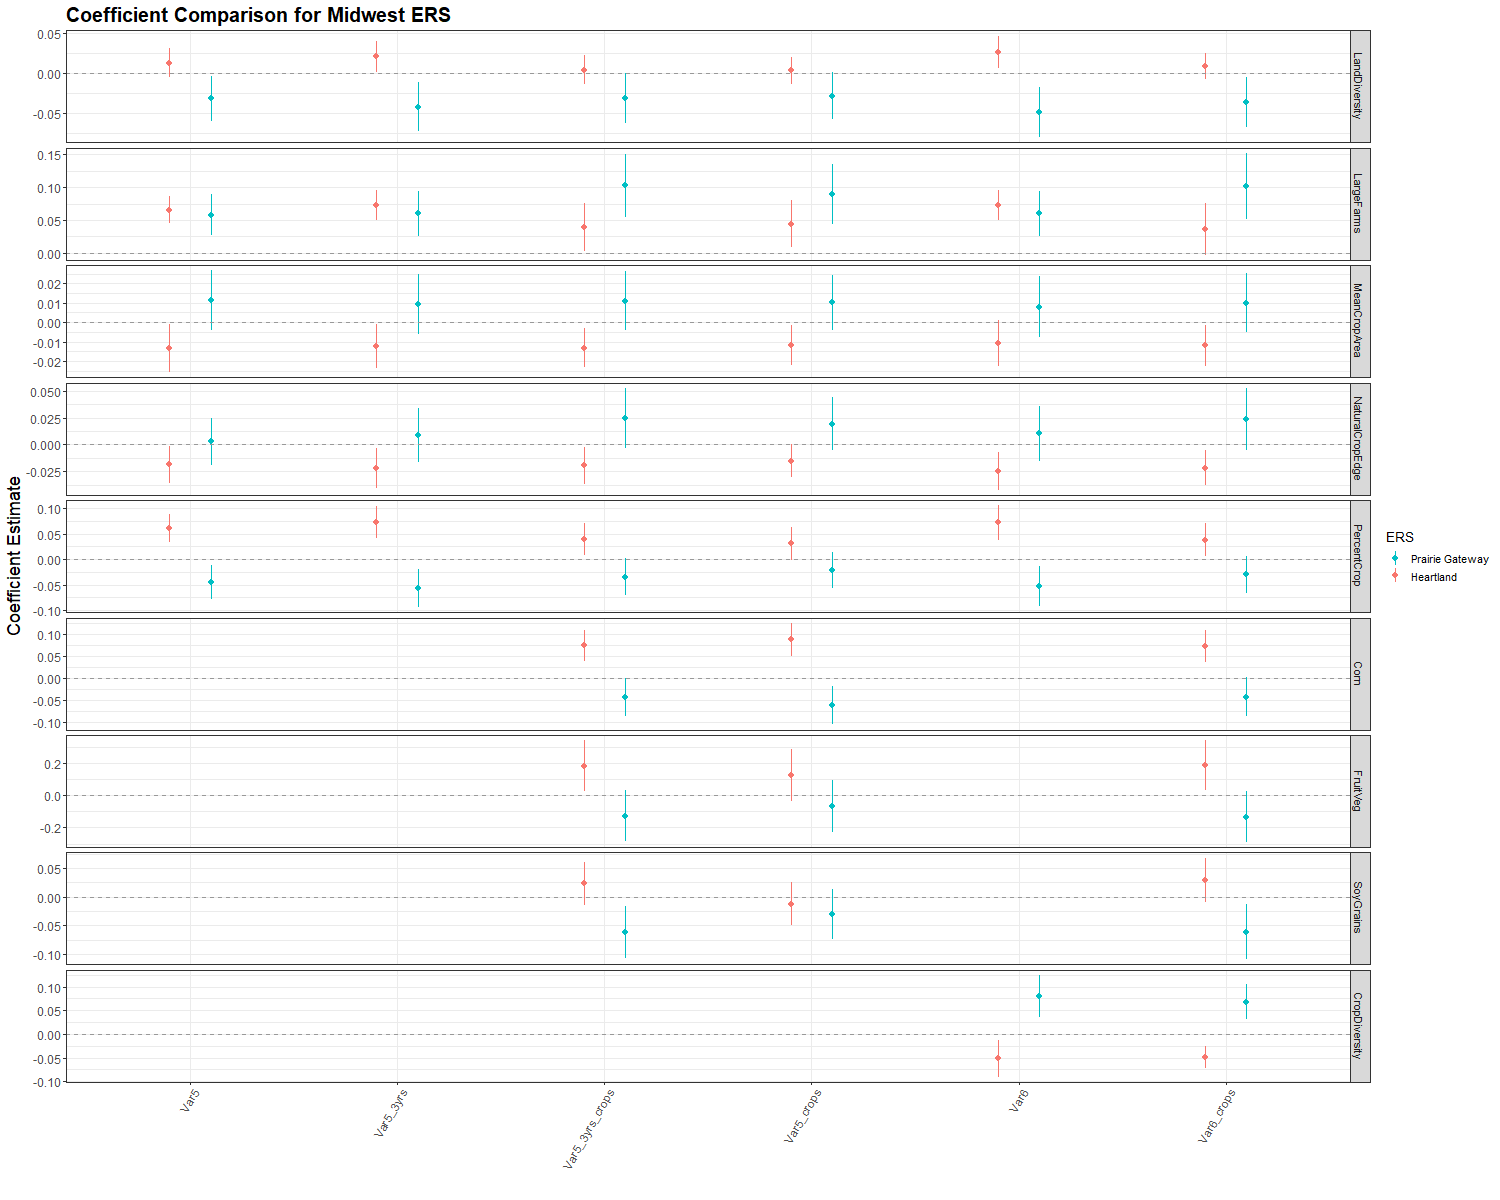 Coefficient Comparison for Midwest ERS
Coefficient Estimate
0.05
0.00
-0.05
LandDiversity
0.15
0.10
0.05
0.00
LargeFarms
0.02
0.01
0.00
-0.01
-0.02
MeanCropArea
0.050
0.025
0.000
-0.025
NaturalCropEdge
0.10
0.05
0.00
-0.05
-0.10
PercentCrop
0.10
0.05
0.00
-0.05
-0.10
Corn
0.2
0.0
-0.2
FruitVeg
0.05
0.00
-0.05
-0.10
SoyGrains
0.10
0.05
0.00
-0.05
-0.10
CropDiversity
Var5
Var5_3yrs
Var5_3yrs_crops
Var5_crops
Var6
Var6_crops
ERS
Prairie Gateway
Heartland